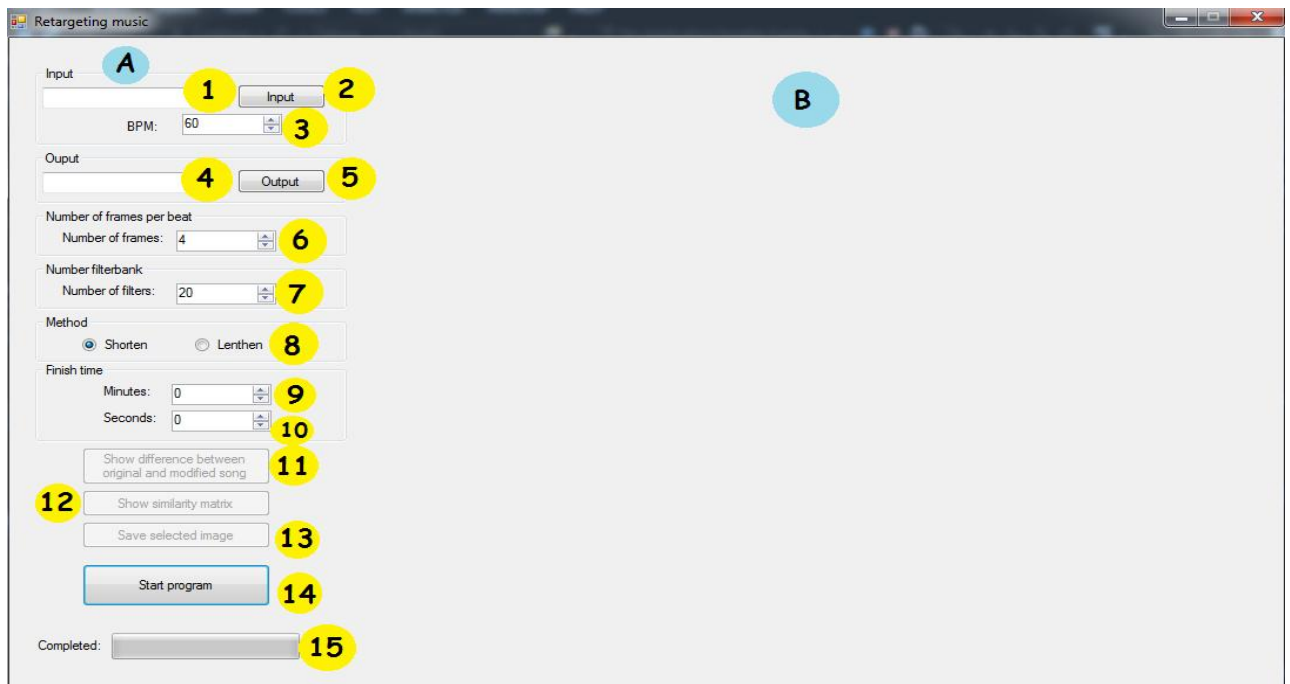 Retargeting music
A
Input
1 Input 2
B
BPM: 60 3
Ouput
4 Output 5
Number of frames per beat
Number of frames: 4 6
Number filterbank
Number of filters: 20 7
Method
Shorten Lenthen 8
Finish time
Minutes: 0 9
Seconds: 0 10
Show difference between
original and modified song 11
12 Show similarity matrix
Save selected image 13
Start program 14
Completed: 15